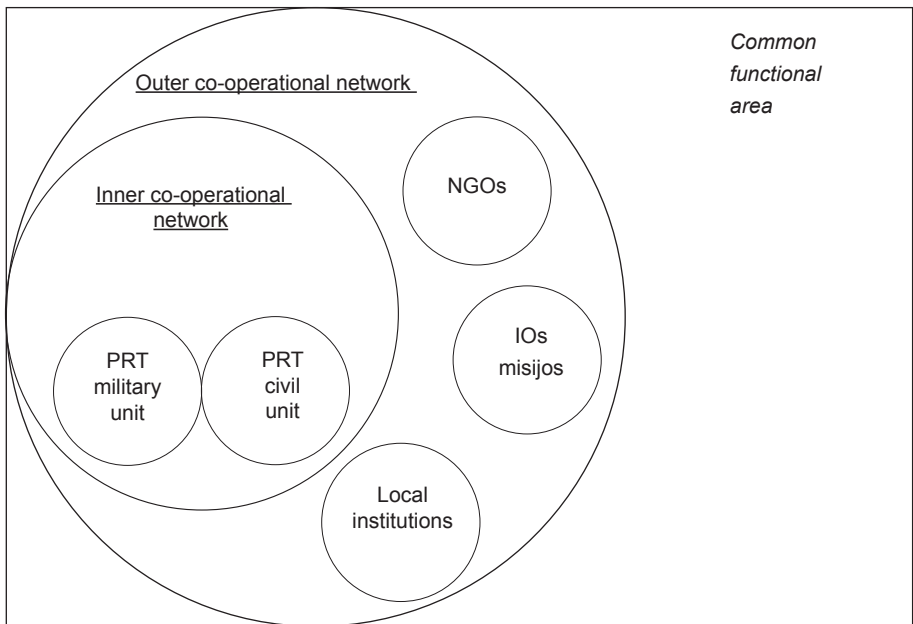 Common
functional
area
Outer co-operational network
Inner co-operational
network
NGOs
IOs
misijos
PRT
military
unit
PRT
civil
unit
Local
institutions